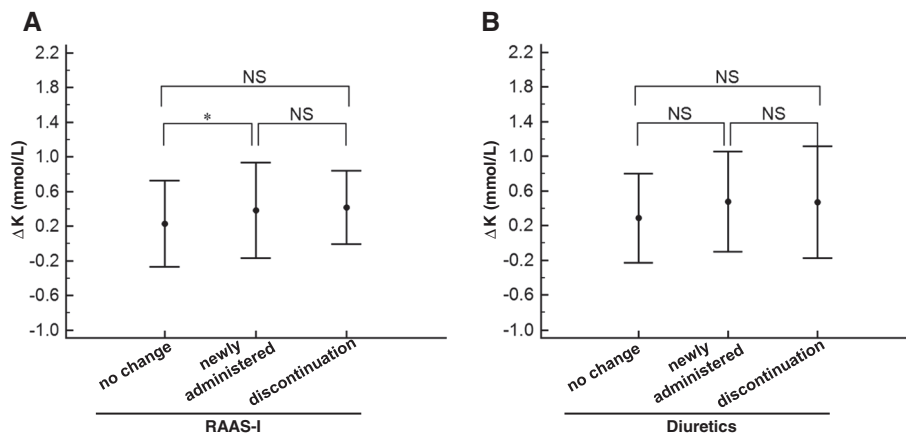 A
2.2
1.8
1.4
1.0
0.6
0.2
-0.2
-0.6
-1.0
Δ K (mmol/L)
NS
*
NS
no change
newly administered
discontinuation
RAAS-I
B
2.2
1.8
1.4
1.0
0.6
0.2
-0.2
-0.6
-1.0
Δ K (mmol/L)
NS
NS
NS
no change
newly administered
discontinuation
Diuretics